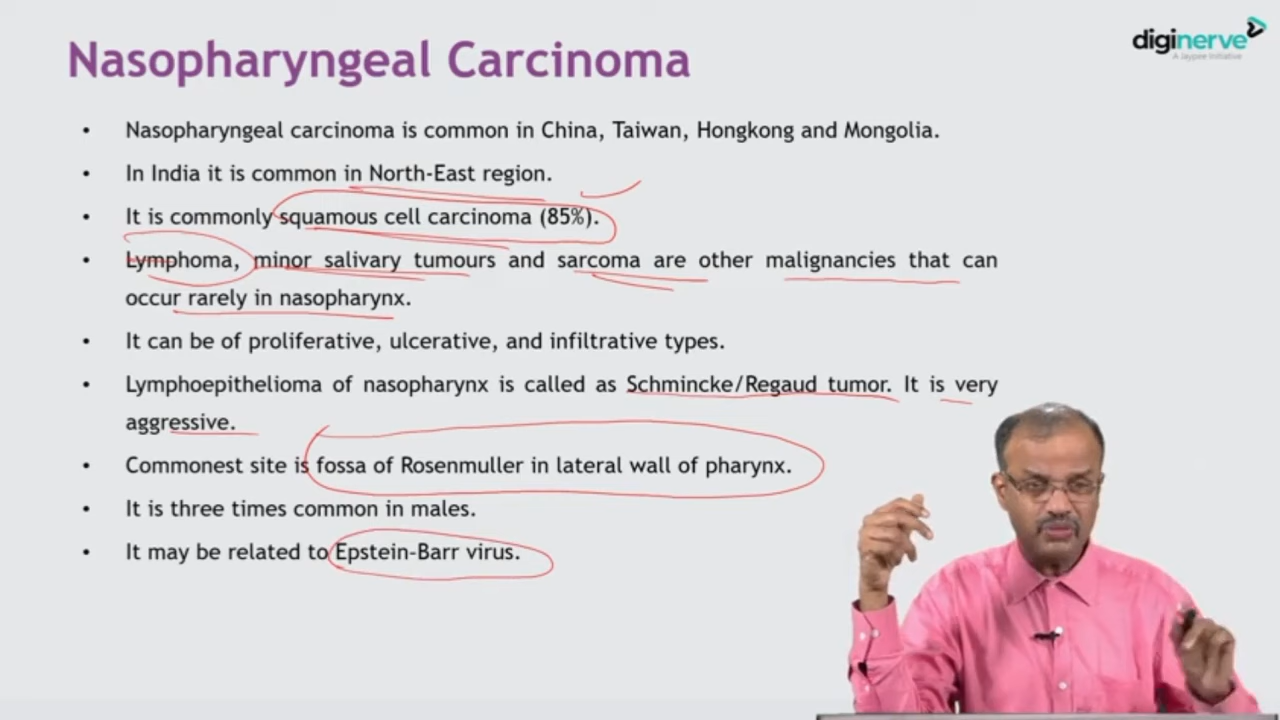 Nasopharyngeal Carcinoma
diginerve
A Jaypee Initiative
• Nasopharyngeal carcinoma is common in China, Taiwan, Hongkong and Mongolia.
• In India it is common in North-East region.
• It is commonly squamous cell carcinoma (85%).
• Lymphoma, minor salivary tumours and sarcoma are other malignancies that can
occur rarely in nasopharynx.
• It can be of proliferative, ulcerative, and infiltrative types.
• Lymphoepithelioma of nasopharynx is called as Schmincke/Regaud tumor. It is very
aggressive.
• Commonest site is fossa of Rosenmuller in lateral wall of pharynx.
• It is three times common in males.
• It may be related to Epstein-Barr virus.